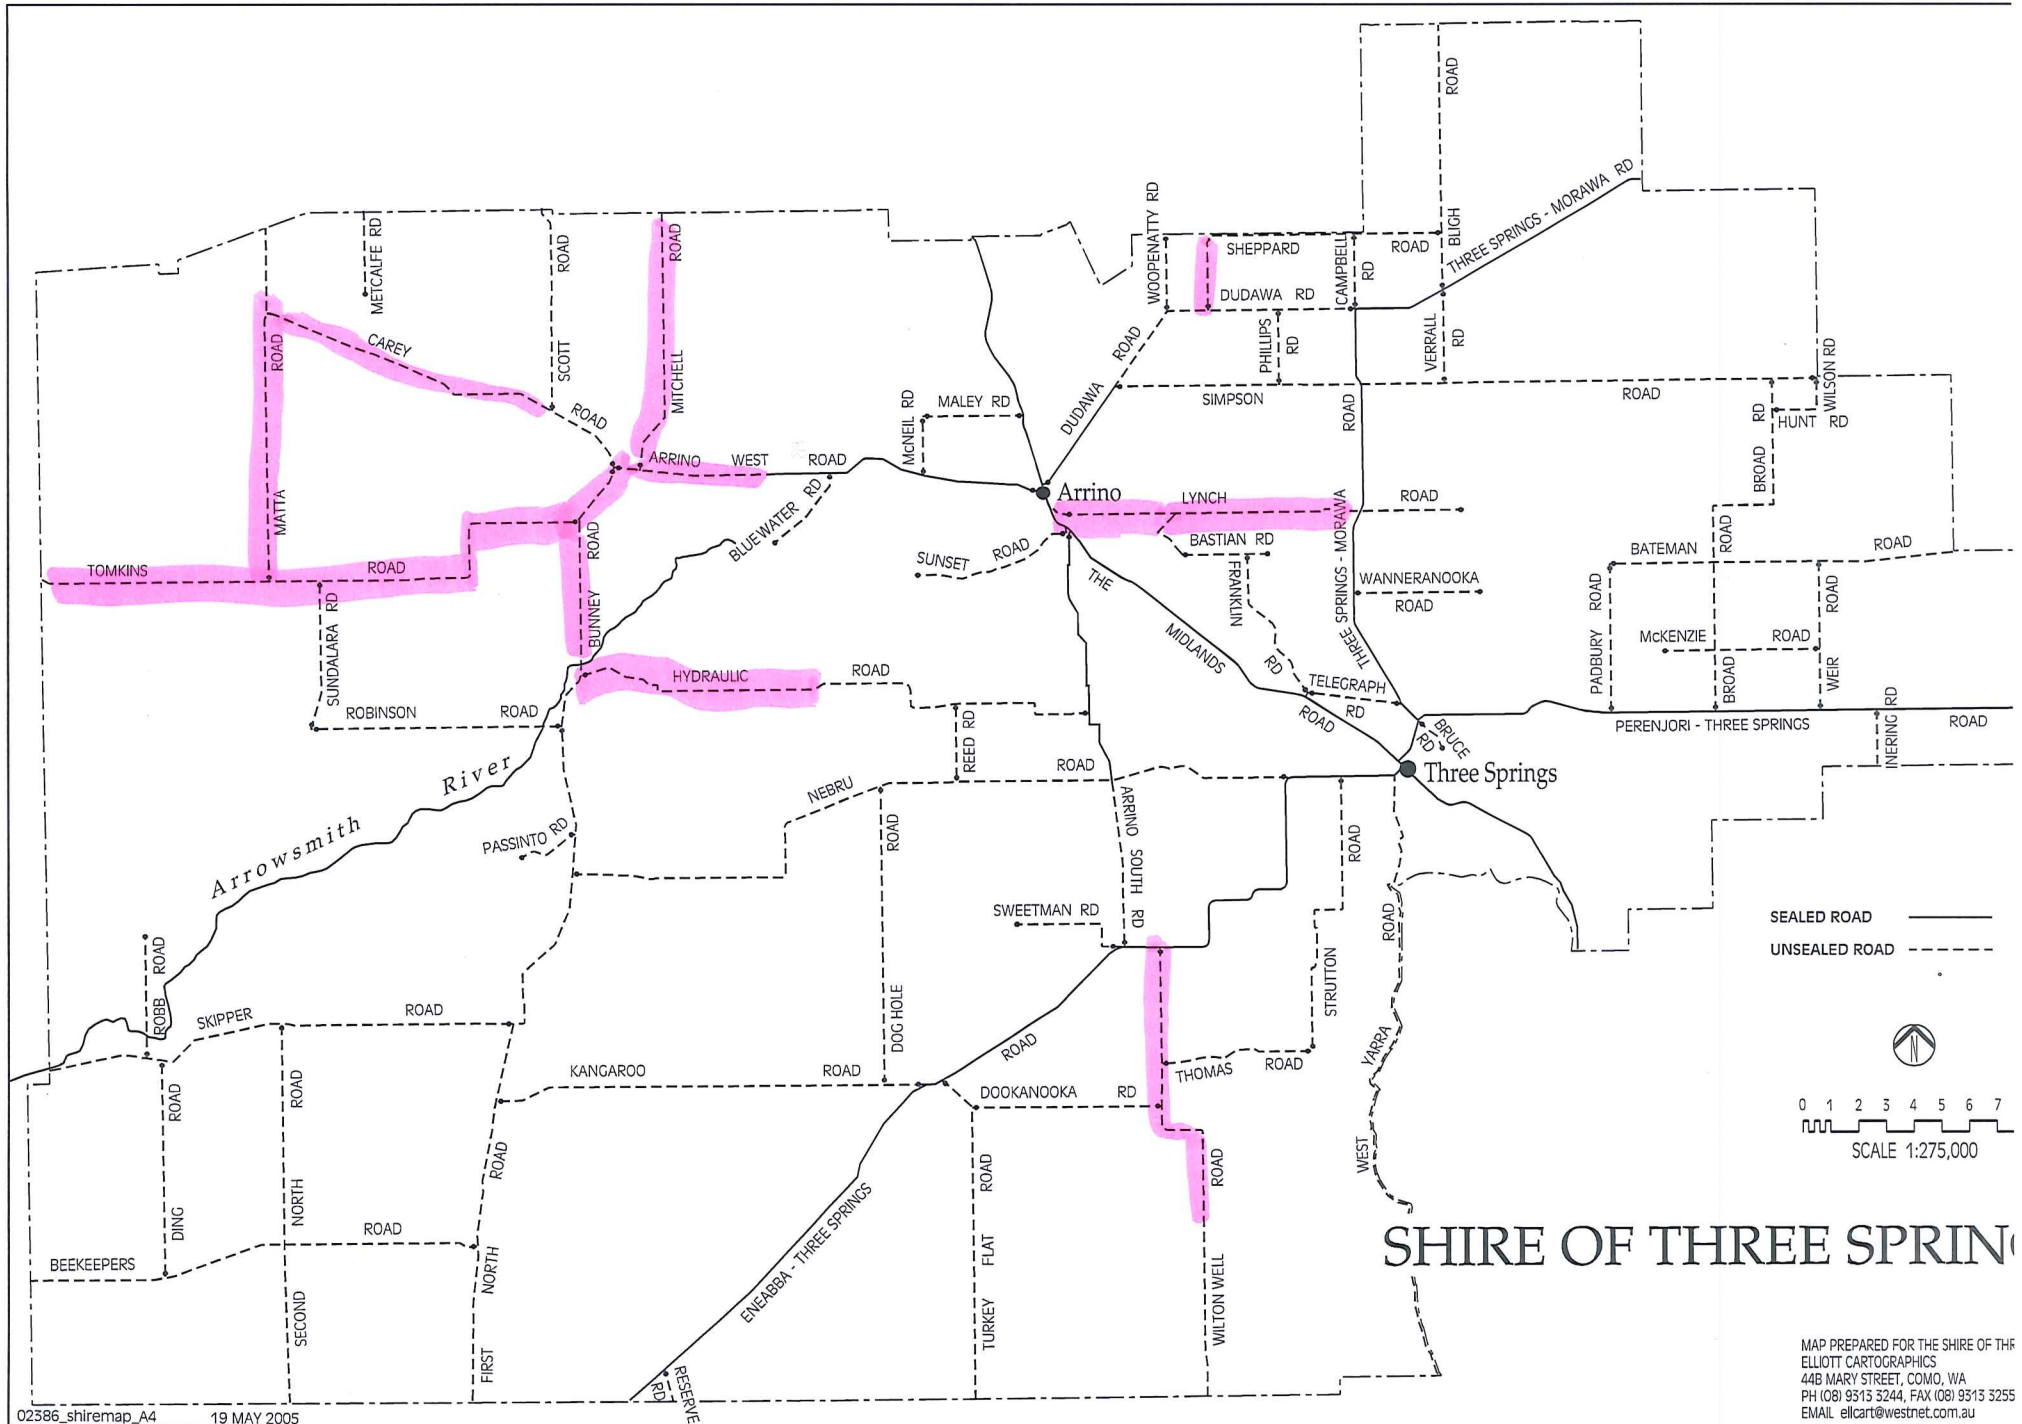 ROAD
THREE SPRINGS - MORAWA RD
BLIGH
WOOPENATTY RD
SHEPPARD
ROAD
CAMPBELL
RD
DUDAWA RD
METCALFE RD
ROAD
SCOTT
ROAD
MITCHELL
ROAD
MATTA
CAREY
ROAD
PHILLIPS
RD
VERRALL
RD
DUDAWA
ROAD
SIMPSON
ROAD
WILSON RD
HUNT RD
BROAD RD
McNEIL RD
MALEY RD
ARRINO WEST ROAD
BLUEWATER RD
Arrino
LYNCH
ROAD
BASTIAN RD
SUNSET ROAD
FRANKLIN
RD
THREE SPRINGS - MORAWA
ROAD
WANNERANOOKA
ROAD
BATEMAN
ROAD
ROAD
BROAD
PADBURY ROAD
McKENZIE ROAD
WEIR
ROAD
TOMKINS
ROAD
SUNDALARA RD
BUNNEY
ROAD
HYDRAULIC
ROAD
ROBINSON
ROAD
THE
MIDLANDS
ROAD
TELEGRAPH
RD
BRUCE
RD
PERENJORI - THREE SPRINGS
ROAD
INERING RD
Three Springs
REED RD
NEBRU
ROAD
Arrowsmith River
PASSINTO RD
ROAD
DOG HOLE
ARRINO SOUTH RD
SWEETMAN RD
ROAD
STRUTTON
ROAD
YARRA
WEST
SEALED ROAD
UNSEALED ROAD
ROBB ROAD
SKIPPER
ROAD
KANGAROO
ROAD
ROAD
DOOKANOOKA RD
THOMAS ROAD
N
0 1 2 3 4 5 6 7
SCALE 1:275,000
ROAD
DING
ROAD
NORTH
SECOND
ROAD
NORTH
FIRST
BEEKEEPERS
ROAD
ENEABBA - THREE SPRINGS
ROAD
FLAT
TURKEY
ROAD
WILTON WELL
RESERVE
RD
SHIRE OF THREE SPRING
MAP PREPARED FOR THE SHIRE OF THR
ELLIOTT CARTOGRAPHICS
44B MARY STREET, COMO, WA
PH (08) 9313 3244, FAX (08) 9313 3255
EMAIL ellcart@westnet.com.au
02386_shiremap_A4 19 MAY 2005